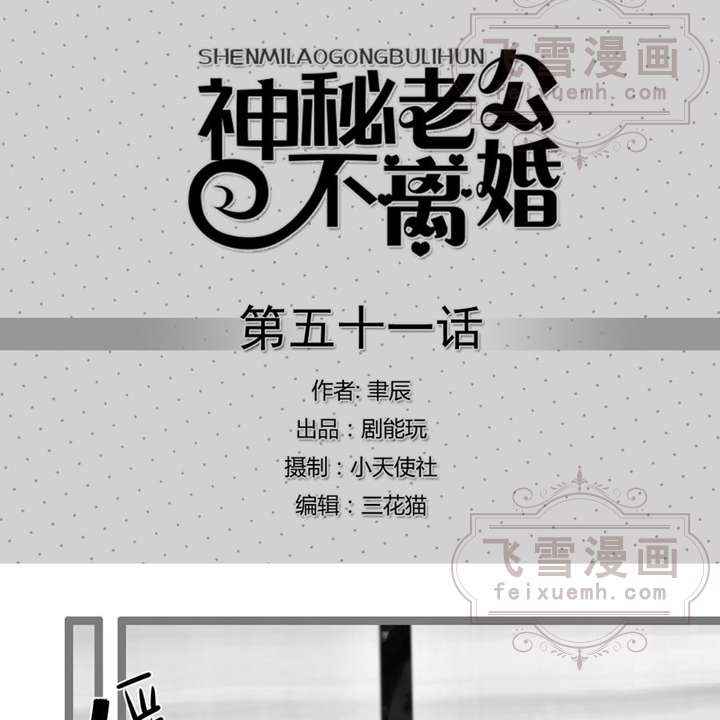 SHENMILAOGONGBULIHUN
神秘老公
不离婚
飞雪漫画
feixuemh.com
第五十一话
作者: 聿辰
出品：剧能玩
摄制：小天使社
编辑：三花猫
飞雪漫画
feixuemh.com